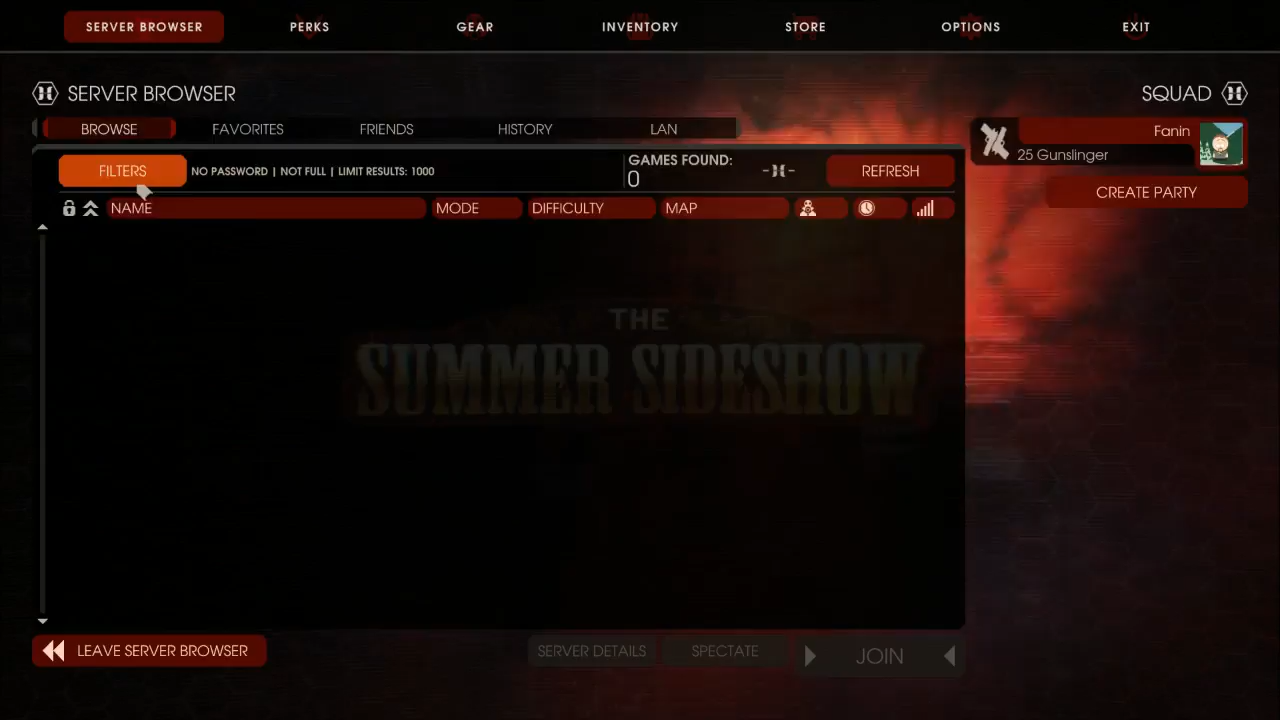 SERVER BROWSER PERKS GEAR INVENTORY STORE OPTIONS EXIT
SERVER BROWSER
SQUAD
BROWSE FAVORITES FRIENDS HISTORY LAN
Fanin
25 Gunslinger
CREATE PARTY
FILTERS NO PASSWORD | NOT FULL | LIMIT RESULTS: 1000
GAMES FOUND:
0
REFRESH
NAME MODE DIFFICULTY MAP
THE
SUMMER SIDESHOW
LEAVE SERVER BROWSER SERVER DETAILS SPECTATE JOIN